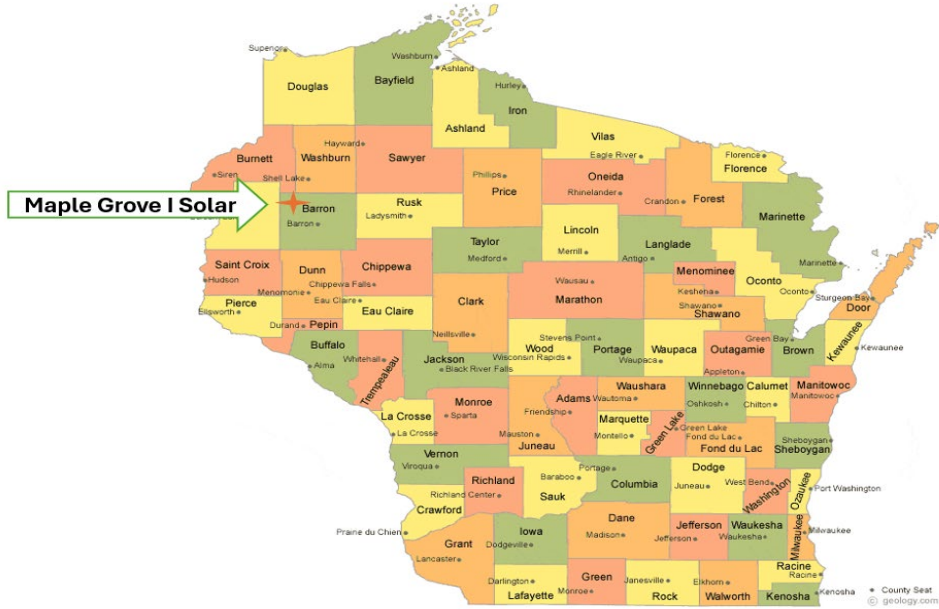 Superior
Washburn
Ashland
Bayfield
Douglas
Hurley
Iron
Ashland
Vilas
Eagle River
Florence
Florence
Hayward
Burnett
Washburn
Sawyer
Siren
Shell Lake
Phillips
Price
Oneida
Rhinelander
Crandon
Forest
Marinette
Maple Grove I Solar
Barron
Barron
Rusk
Ladysmith
Lincoln
Merrill
Taylor
Medford
Langlade
Antigo
Marinette
Saint Croix
Hudson
Dunn
Menomonie
Chippewa
Chippewa Falls
Eau Claire
Wausau
Marathon
Menominee
Keshena
Shawano
Shawano
Oconto
Oconto
Sturgeon Bay
Door
Pierce
Ellsworth
Eau Claire
Clark
Neillsville
Durand
Pepin
Buffalo
Alma
Whitehall
Trempealeau
Jackson
Black River Falls
Wood
Wisconsin Rapids
Stevens Point
Portage
Waupaca
Waupaca
Outagamie
Appleton
Green Bay
Brown
Kewaunee
Kewaunee
La Crosse
La Crosse
Monroe
Sparta
Juneau
Mauston
Adams
Friendship
Waushara
Wautoma
Marquette
Montello
Green Lake
Green Lake
Winnebago
Oshkosh
Calumet
Chilton
Manitowoc
Manitowoc
Fond du Lac
Fond du Lac
Sheboygan
Sheboygan
Vernon
Viroqua
Richland
Richland Center
Sauk
Baraboo
Portage
Columbia
Dodge
Juneau
West Bend
Washington
Ozaukee
Port Washington
Crawford
Prairie du Chien
Grant
Lancaster
Iowa
Dodgeville
Dane
Madison
Jefferson
Jefferson
Waukesha
Waukesha
Milwaukee
Milwaukee
Darlington
Lafayette
Green
Monroe
Janesville
Rock
Elkhorn
Walworth
Racine
Racine
Kenosha
Kenosha
County Seat
© geology.com